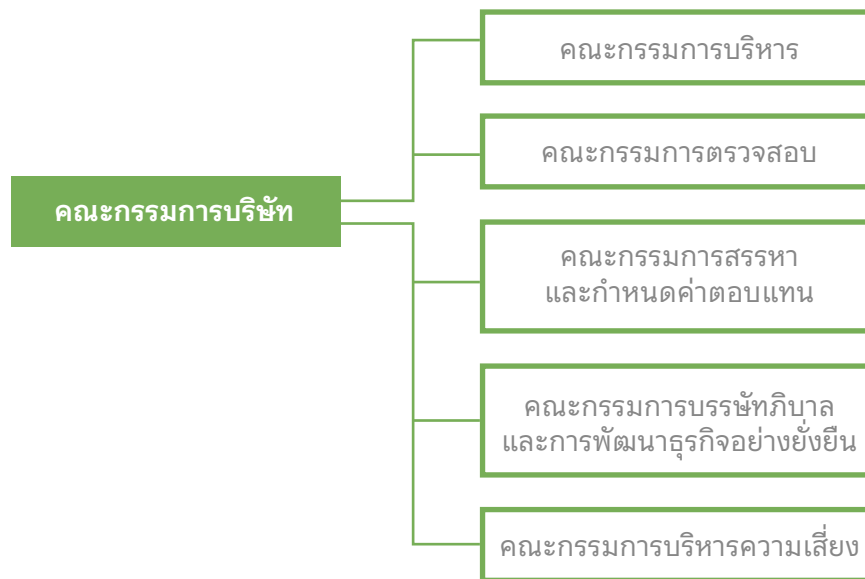 คณะกรรมการบริหาร
คณะกรรมการตรวจสอบ
คณะกรรมการบริษัท
คณะกรรมการสรรหา
และกำหนดค่าตอบแทน
คณะกรรมการบรรษัทภิบาล
และการพัฒนาธุรกิจอย่างยั่งยืน
คณะกรรมการบริหารความเสี่ยง